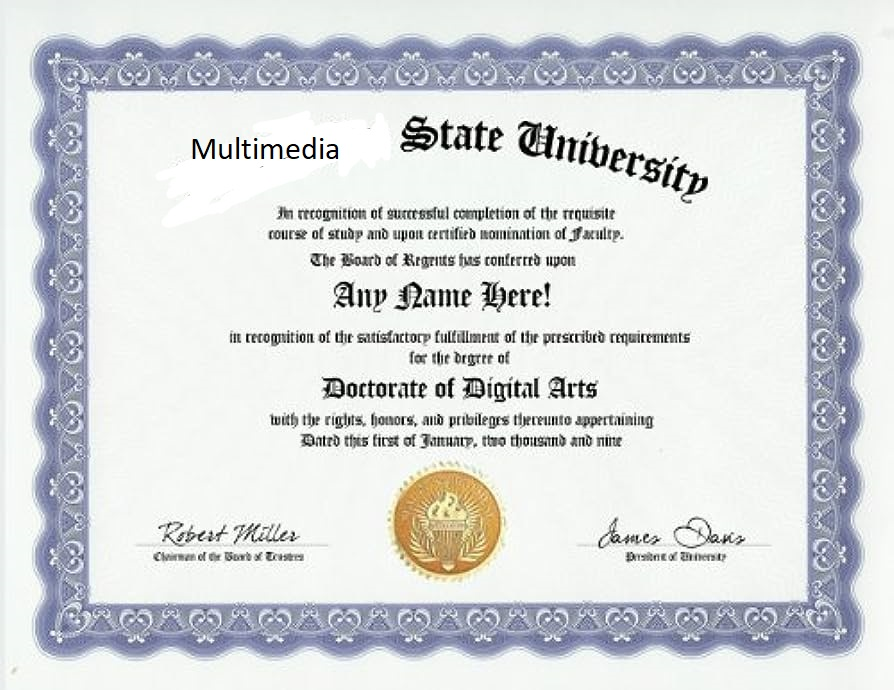 Multimedia State University
In recognition of successful completion of the requisite
course of study and upon certified nomination of Faculty.
The Board of Regents has conferred upon
Any Name Here!
in recognition of the satisfactory fulfillment of the prescribed requirements
for the degree of
Doctorate of Digital Arts
with the rights, honors, and privileges thereunto appertaining
Dated this first of January, two thousand and nine
Robert Miller
Chairman of the Board of Trustees
James Davis
President of University